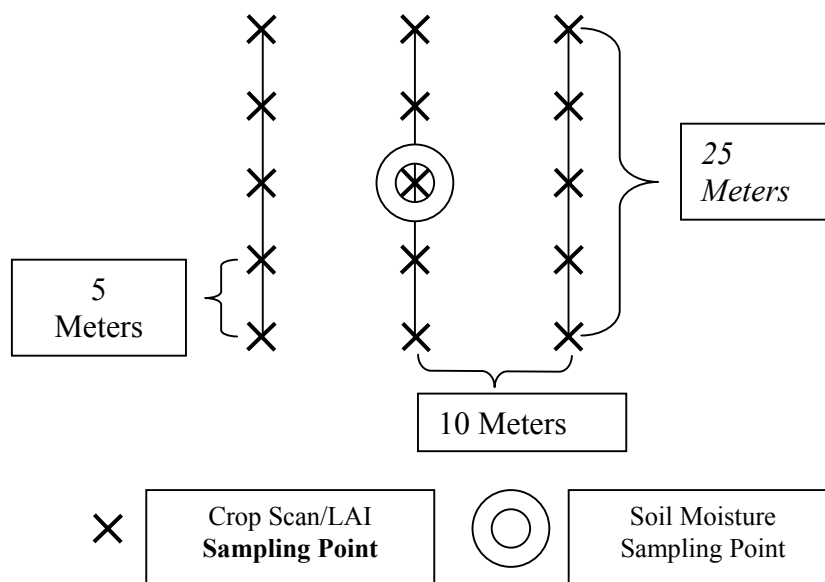 25
Meters
5
Meters
10 Meters
Crop Scan/LAI
Sampling Point
Soil Moisture
Sampling Point